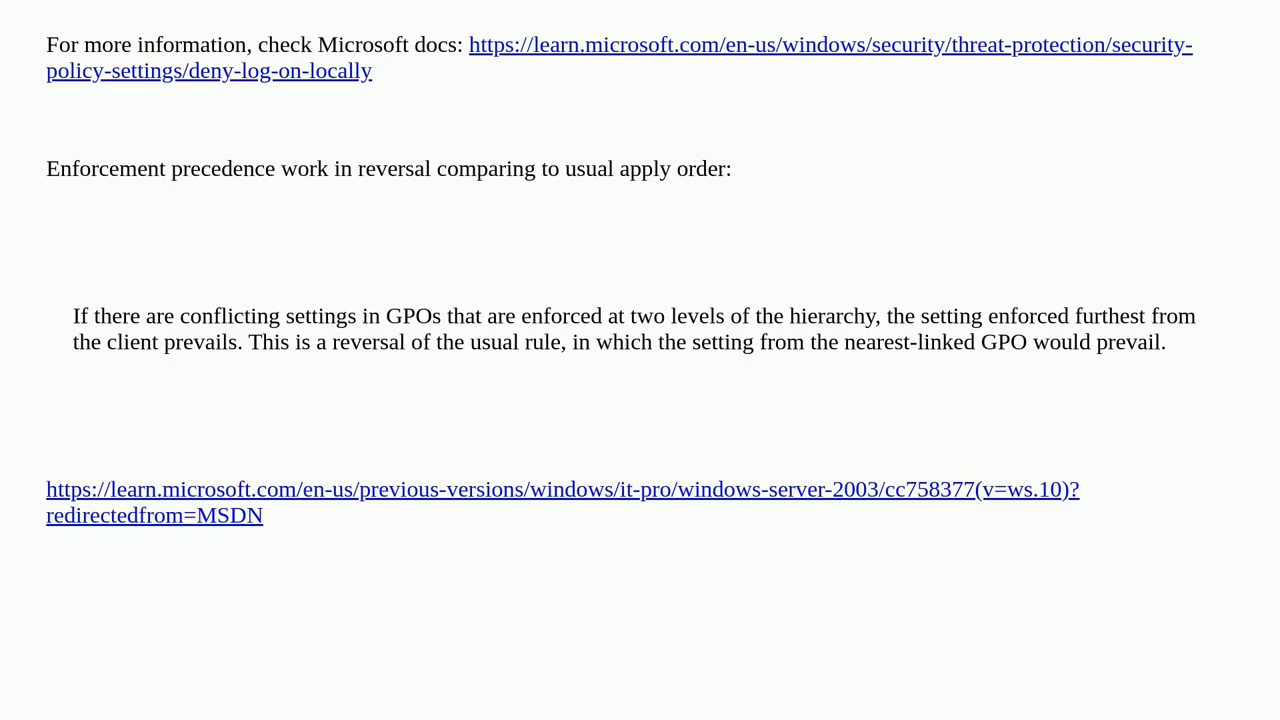 For more information, check Microsoft docs: https://learn.microsoft.com/en-us/windows/security/threat-protection/security-
policy-settings/deny-log-on-locally
Enforcement precedence work in reversal comparing to usual apply order:
If there are conflicting settings in GPOs that are enforced at two levels of the hierarchy, the setting enforced furthest from
the client prevails. This is a reversal of the usual rule, in which the setting from the nearest-linked GPO would prevail.
https://learn.microsoft.com/en-us/previous-versions/windows/it-pro/windows-server-2003/cc758377(v=ws.10)?
redirectedfrom=MSDN